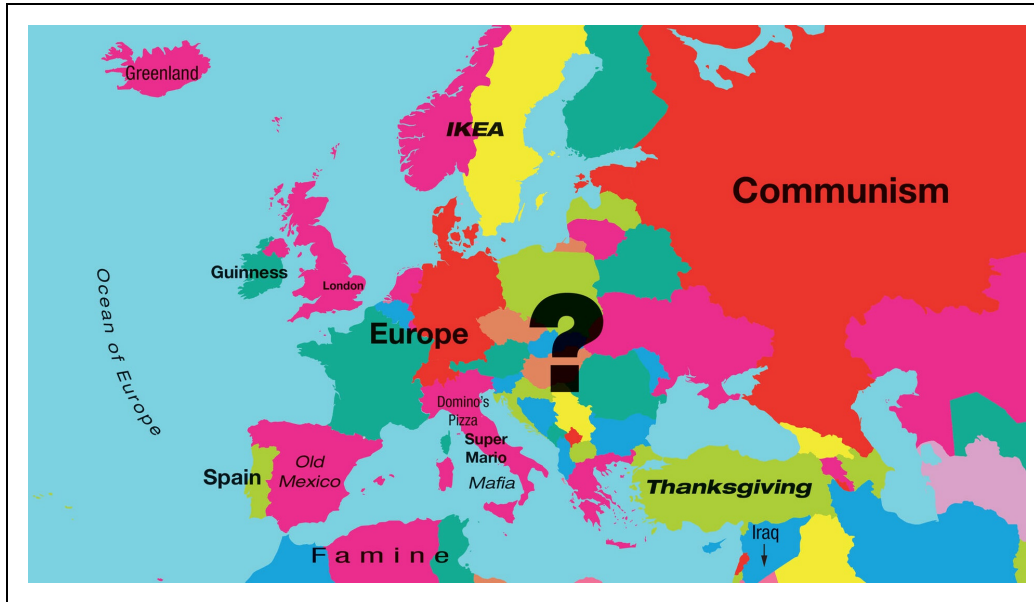 Greenland
IKEA
Communism
Guinness
London
Ocean of Europe
Europe
?
Domino's
Pizza
Super
Mario
Mafia
Spain
Old
Mexico
Thanksgiving
Iraq
Famine